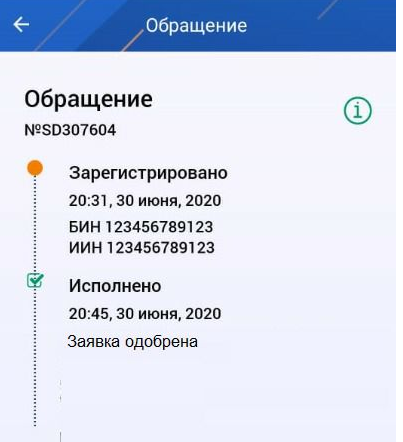 Обращение
Обращение
№SD307604
Зарегистрировано
20:31, 30 июня, 2020
БИН 123456789123
ИИН 123456789123
Исполнено
20:45, 30 июня, 2020
Заявка одобрена